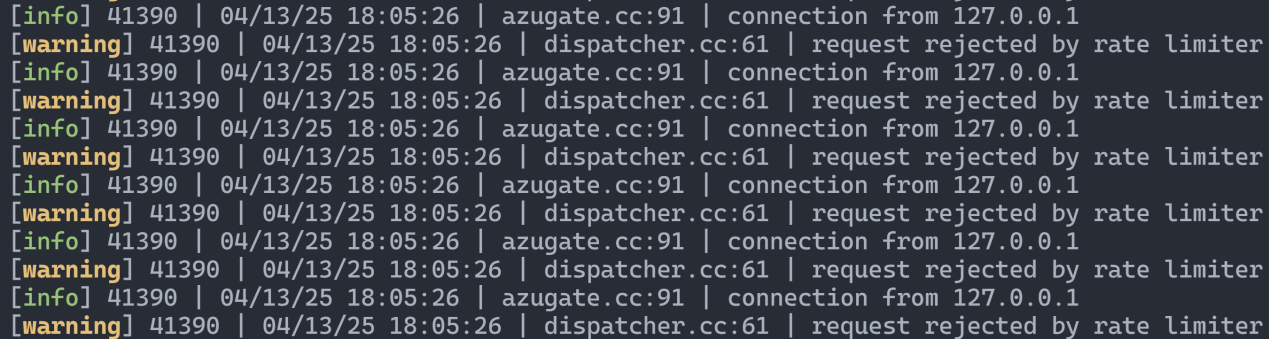 [info] 41390 | 04/13/25 18:05:26 | azugate.cc:91 | connection from 127.0.0.1
[warning] 41390 | 04/13/25 18:05:26 | dispatcher.cc:61 | request rejected by rate limiter
[info] 41390 | 04/13/25 18:05:26 | azugate.cc:91 | connection from 127.0.0.1
[warning] 41390 | 04/13/25 18:05:26 | dispatcher.cc:61 | request rejected by rate limiter
[info] 41390 | 04/13/25 18:05:26 | azugate.cc:91 | connection from 127.0.0.1
[warning] 41390 | 04/13/25 18:05:26 | dispatcher.cc:61 | request rejected by rate limiter
[info] 41390 | 04/13/25 18:05:26 | azugate.cc:91 | connection from 127.0.0.1
[warning] 41390 | 04/13/25 18:05:26 | dispatcher.cc:61 | request rejected by rate limiter
[info] 41390 | 04/13/25 18:05:26 | azugate.cc:91 | connection from 127.0.0.1
[warning] 41390 | 04/13/25 18:05:26 | dispatcher.cc:61 | request rejected by rate limiter
[info] 41390 | 04/13/25 18:05:26 | azugate.cc:91 | connection from 127.0.0.1
[warning] 41390 | 04/13/25 18:05:26 | dispatcher.cc:61 | request rejected by rate limiter